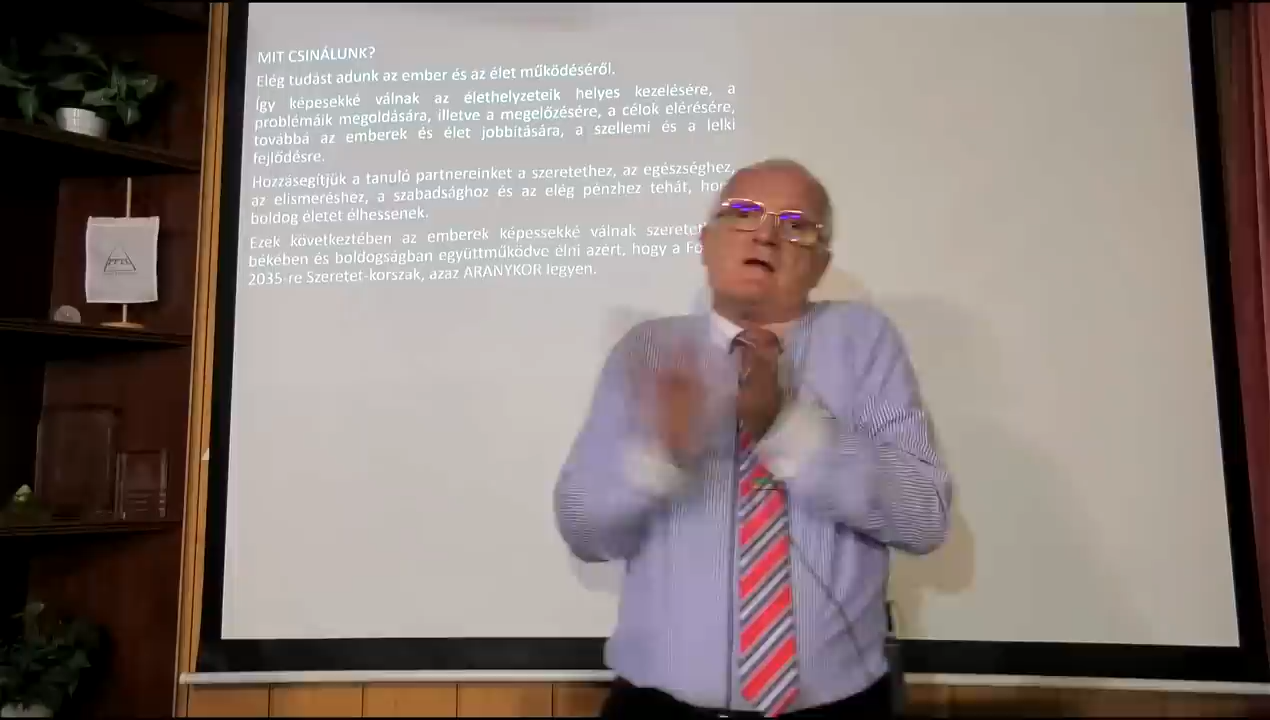 MIT CSINÁLUNK?
Elég tudást adunk az ember és az élet működéséről.
Így képesekké válnak az élethelyzeteik helyes kezelésére, a
problémáik megoldására, illetve a megelőzésére, a célok elérésére,
továbbá az emberek és élet jobbítására, a szellemi és a lelki
fejlődésre.
Hozzásegítjük a tanuló partnereinket a szeretethez, az egészséghez,
az elismeréshez, a szabadsághoz és az elég pénzhez tehát,
boldog életet élhessenek.
Ezek következtében az emberek képessekké válnak
békében és boldogságban együttműködve élni azért, hogy a
2035-re Szeretet-korszak, azaz ARANYKOR legyen.